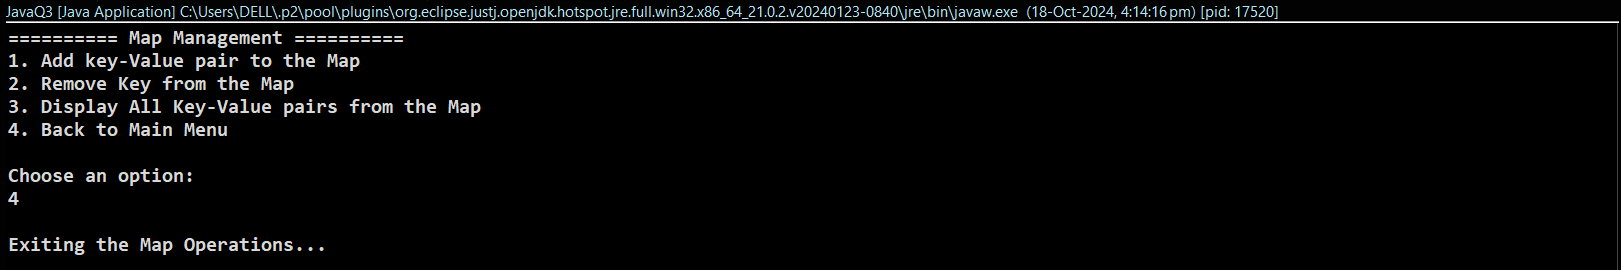 JavaQ3 [Java Application] C:\Users\DELL\.p2\pool\plugins\org.eclipse.justj.openjdk.hotspot.jre.full.win32.x86_64_21.0.2.v20240123-0840\jre\bin\javaw.exe (18-Oct-2024, 4:14:16 pm) [pid: 17520]
========== Map Management ==========
1. Add key-Value pair to the Map
2. Remove Key from the Map
3. Display All Key-Value pairs from the Map
4. Back to Main Menu
Choose an option:
4
Exiting the Map Operations...